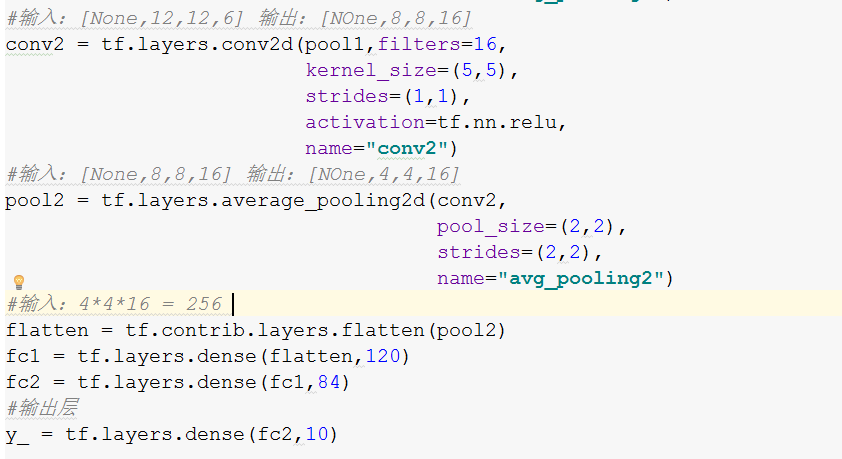 #输入：[None,12,12,6] 输出：[NOne,8,8,16]
conv2 = tf.layers.conv2d(pool1,filters=16,
kernel_size=(5,5),
strides=(1,1),
activation=tf.nn.relu,
name="conv2")
#输入：[None,8,8,16] 输出：[NOne,4,4,16]
pool2 = tf.layers.average_pooling2d(conv2,
pool_size=(2,2),
strides=(2,2),
name="avg_pooling2")
#输入：4*4*16 = 256
flatten = tf.contrib.layers.flatten(pool2)
fc1 = tf.layers.dense(flatten,120)
fc2 = tf.layers.dense(fc1,84)
#输出层
y_ = tf.layers.dense(fc2,10)